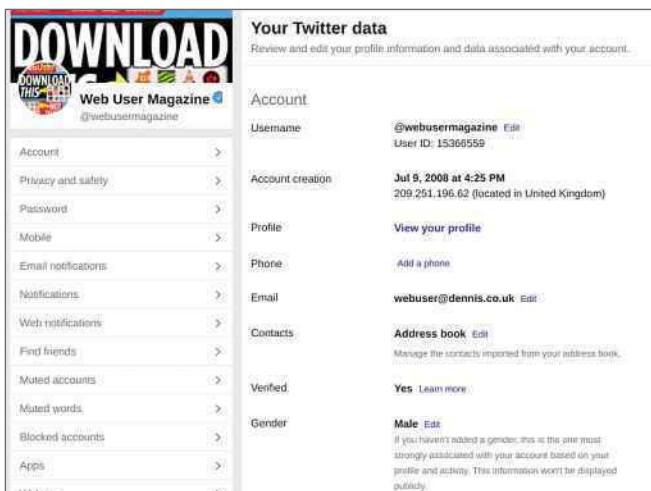 DOWNLOAD
DOWNLOAD
THIS
Web User Magazine
@webusermagazine
Account
Privacy and safety
Password
Mobile
Email notifications
Notifications
Web notifications
Find friends
Muted accounts
Muted words
Blocked accounts
Apps
Your Twitter data
Review and edit your profile information and data associated with your account.
Account
Username
@webusermagazine Edit
User ID: 15366559
Account creation
Jul 9, 2008 at 4:25 PM
209.251.196.62 (located in United Kingdom)
Profile
View your profile
Phone
Add a phone
Email
webuser@dennis.co.uk Edit
Contacts
Address book Edit
Manage the contacts imported from your address book.
Verified
Yes Learn more
Gender
Male Edit
If you haven't added a gender, this is the one most
strongly associated with your account based on your
profile and activity. This information won't be displayed
publicly.